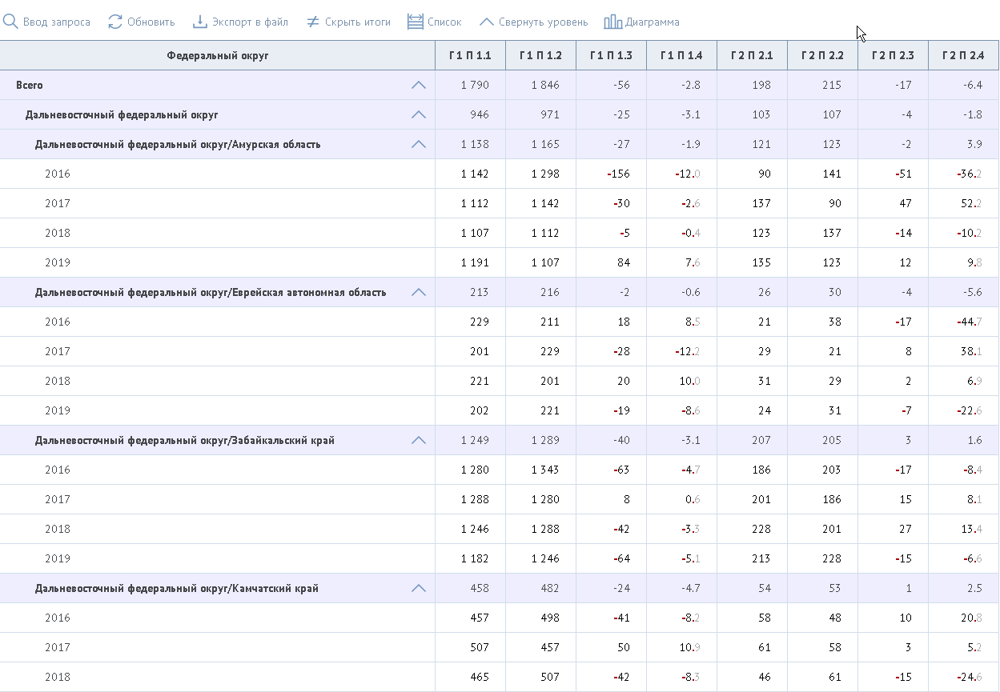 Ввод запроса Обновить Экспорт в файл Скрыть итоги Список Свернуть уровень Диаграмма
Федеральный округ Г 1 П 1.1 Г 1 П 1.2 Г 1 П 1.3 Г 1 П 1.4 Г 2 П 2.1 Г 2 П 2.2 Г 2 П 2.3 Г 2 П 2.4
Всего 1 790 1 846 -56 -2.8 198 215 -17 -6.4
Дальневосточный федеральный округ 946 971 -25 -3.1 103 107 -4 -1.8
Дальневосточный федеральный округ/Амурская область 1 138 1 165 -27 -1.9 121 123 -2 3.9
2016 1 142 1 298 -156 -12.0 90 141 -51 -36.2
2017 1 112 1 142 -30 -2.6 137 90 47 52.2
2018 1 107 1 112 -5 -0.4 123 137 -14 -10.2
2019 1 191 1 107 84 7.6 135 123 12 9.8
Дальневосточный федеральный округ/Еврейская автономная область 213 216 -2 -0.6 26 30 -4 -5.6
2016 229 211 18 8.5 21 38 -17 -44.7
2017 201 229 -28 -12.2 29 21 8 38.1
2018 221 201 20 10.0 31 29 2 6.9
2019 202 221 -19 -8.6 24 31 -7 -22.6
Дальневосточный федеральный округ/Забайкальский край 1 249 1 289 -40 -3.1 207 205 3 1.6
2016 1 280 1 343 -63 -4.7 186 203 -17 -8.4
2017 1 288 1 280 8 0.6 201 186 15 8.1
2018 1 246 1 288 -42 -3.3 228 201 27 13.4
2019 1 182 1 246 -64 -5.1 213 228 -15 -6.6
Дальневосточный федеральный округ/Камчатский край 458 482 -24 -4.7 54 53 1 2.5
2016 457 498 -41 -8.2 58 48 10 20.8
2017 507 457 50 10.9 61 58 3 5.2
2018 465 507 -42 -8.3 46 61 -15 -24.6